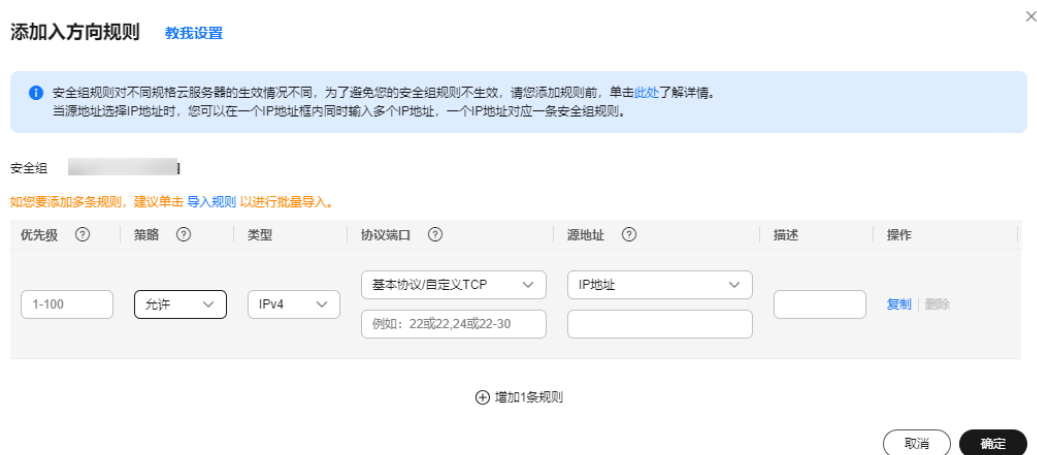 添加入方向规则 教我设置
安全组规则对不同规格云服务器的生效情况不同，为了避免您的安全组规则不生效，请您添加规则前，单击此处了解详情。
当源地址选择IP地址时，您可以在一个IP地址框内同时输入多个IP地址，一个IP地址对应一条安全组规则。
安全组
如您要添加多条规则，建议单击 导入规则 以进行批量导入。
优先级 策略 类型 协议端口 源地址 描述 操作
基本协议/自定义TCP IP地址
1-100 允许 IPv4 复制 删除
例如：22或22,24或22-30
增加1条规则
取消 确定